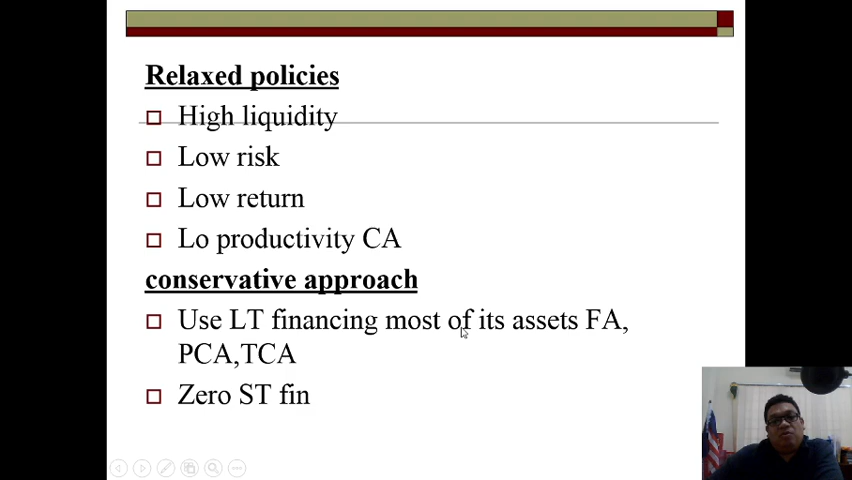 Relaxed policies
High liquidity
Low risk
Low return
Lo productivity CA
conservative approach
Use LT financing most of its assets FA,
PCA,TCA
Zero ST fin